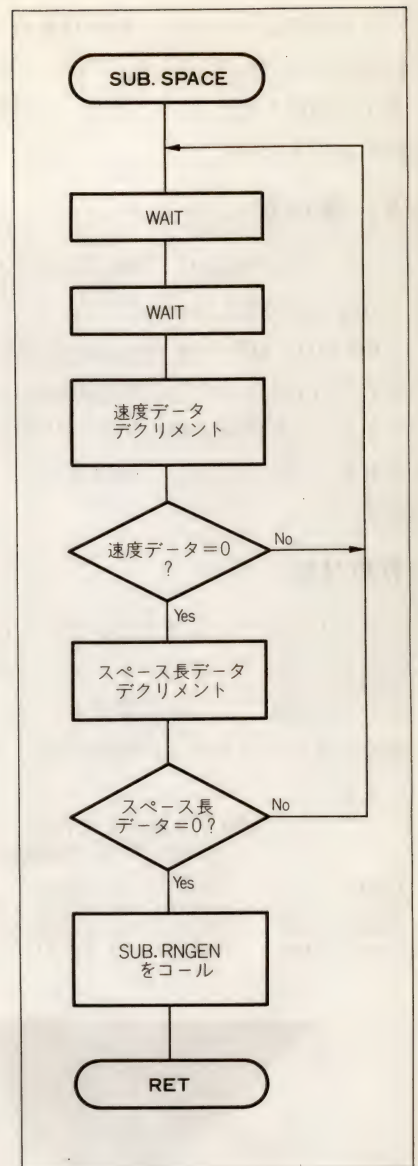 SUB. SPACE
WAIT
WAIT
速度データ
デクリメント
速度データ=0
?
No
Yes
スペース長データ
デクリメント
スペース長
データ=0?
No
Yes
SUB. RNGEN
をコール
RET